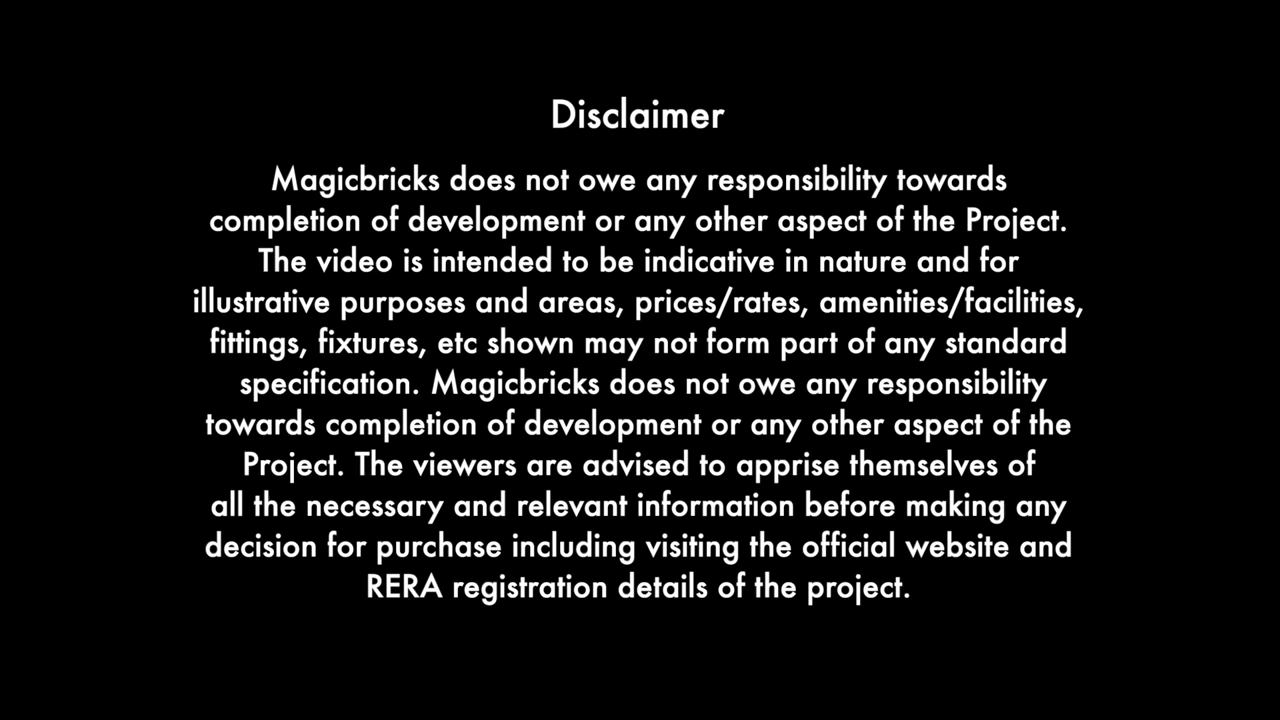 Disclaimer
Magicbricks does not owe any responsibility towards
completion of development or any other aspect of the Project.
The video is intended to be indicative in nature and for
illustrative purposes and areas, prices/rates, amenities/facilities,
fittings, fixtures, etc shown may not form part of any standard
specification. Magicbricks does not owe any responsibility
towards completion of development or any other aspect of the
Project. The viewers are advised to apprise themselves of
all the necessary and relevant information before making any
decision for purchase including visiting the official website and
RERA registration details of the project.